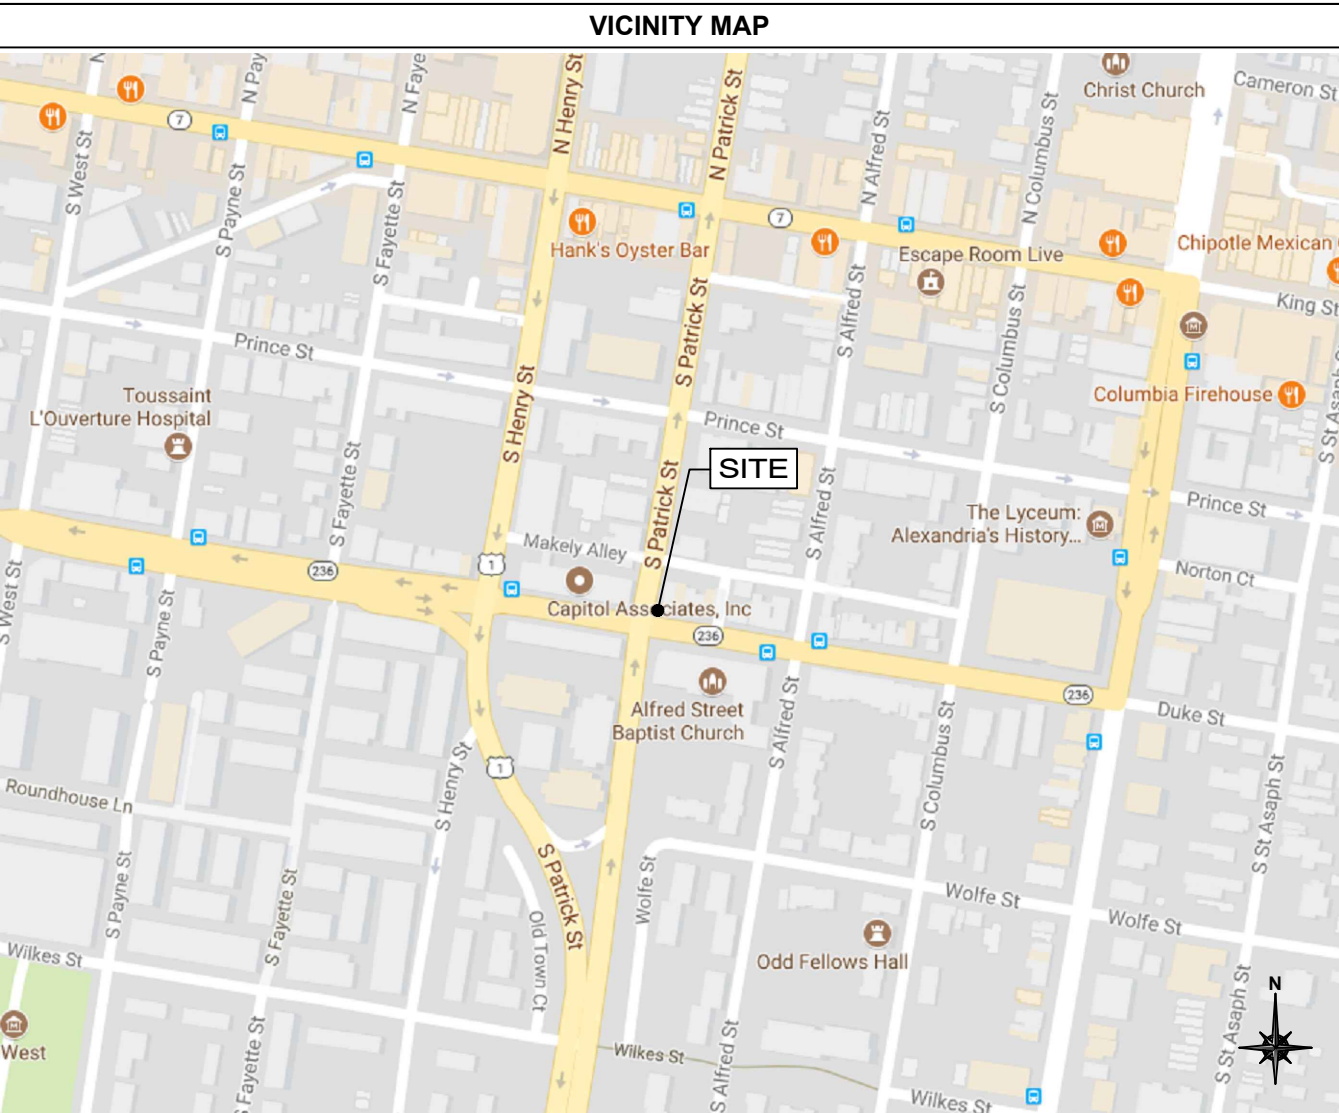 VICINITY MAP
N Pay
N Faye
N Henry St
N Patrick St
N Alfred St
N Columbus St
Christ Church
Cameron St
N
7
S West St
S Payne St
S Fayette St
Hank's Oyster Bar
7
Escape Room Live
Chipotle Mexican
King St
S Alfred St
S Columbus St
S Patrick St
Prince St
S Henry St
Toussaint
L'Ouverture Hospital
Columbia Firehouse
S St Asaph
Prince St
SITE
S Fayette St
S Patrick St
S Alfred St
The Lyceum:
Alexandria's History...
Prince St
Makely Alley
1
236
Norton Ct
Capitol Associates, Inc
236
S West St
S Payne St
Alfred Street
Baptist Church
S Alfred St
S Columbus St
236
Duke St
1
S Henry St
Roundhouse Ln
S Patrick St
S St Asaph St
S Payne St
S Fayette St
Wolfe St
Wolfe St
Wolfe St
Old Town Ct
Wilkes St
Odd Fellows Hall
N
West
S Fayette St
Wilkes St
S Alfred St
S St Asaph St
Wilkes St